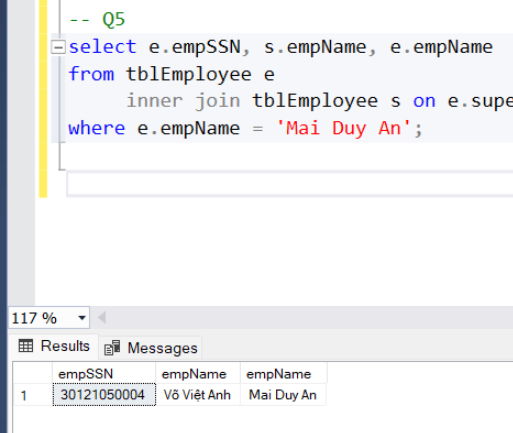 -- Q5
select e.empSSN, s.empName, e.empName
from tblEmployee e
inner join tblEmployee s on e.supe
where e.empName = 'Mai Duy An';
117 %
Results Messages
empSSN empName empName
1 30121050004 Võ Việt Anh Mai Duy An